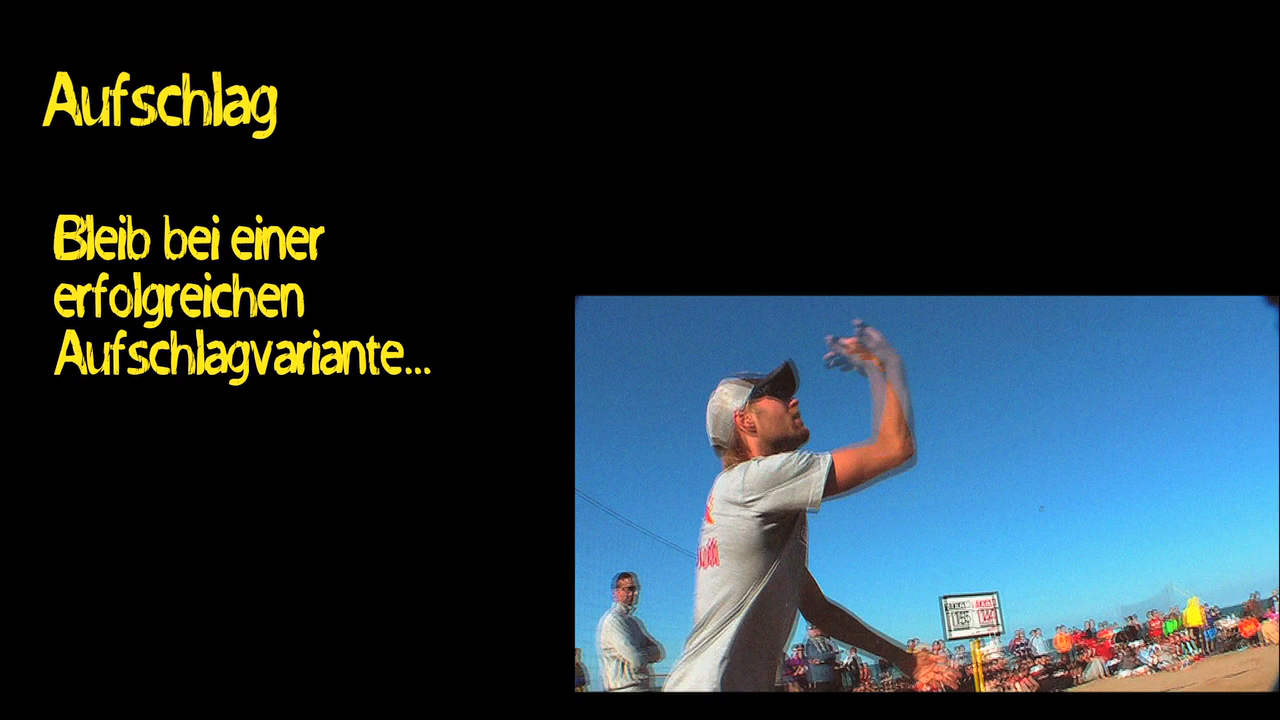 Aufschlag
Bleib bei einer
erfolgreichen
Aufschlagvariante...